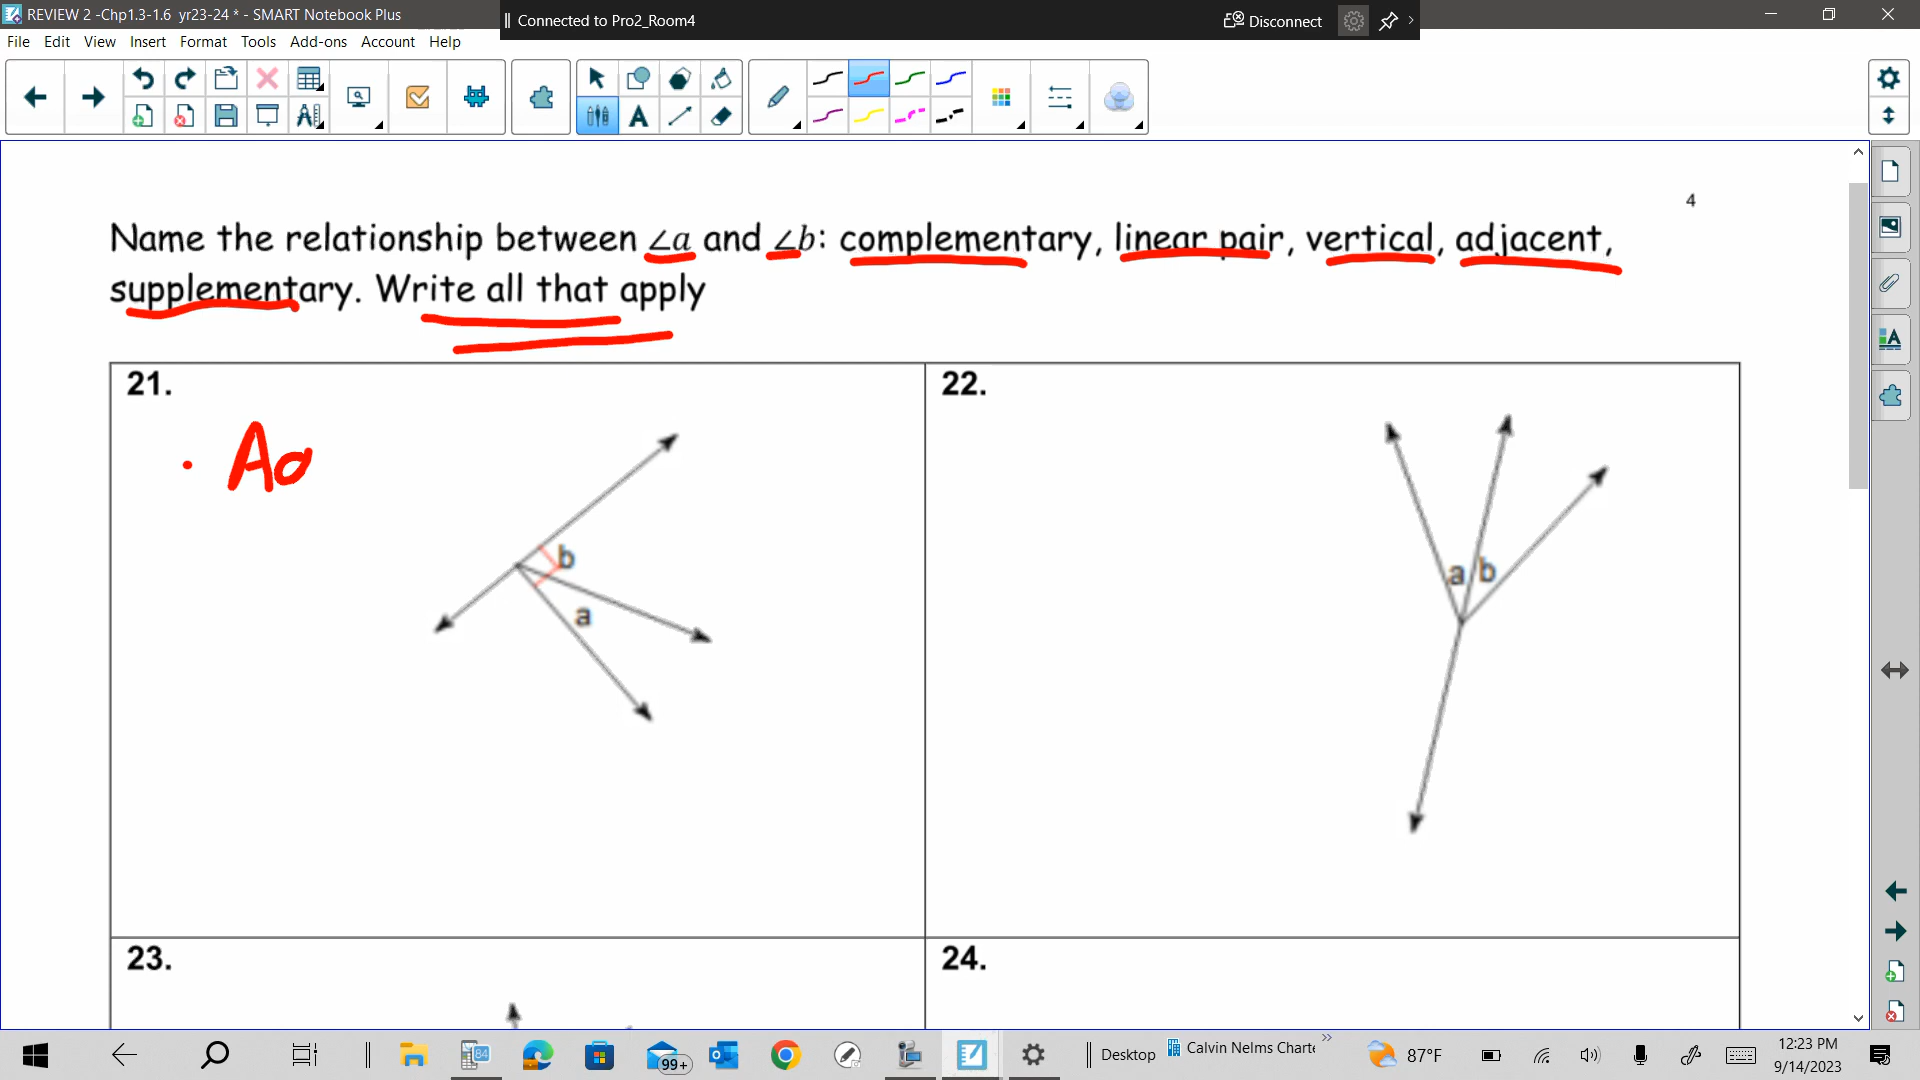 REVIEW 2 -Chp1.3-1.6 yr23-24 * - SMART Notebook Plus
Connected to Pro2_Room4
Disconnect
File Edit View Insert Format Tools Add-ons Account Help
4
Name the relationship between ∠a and ∠b: complementary, linear pair, vertical, adjacent,
supplementary. Write all that apply
21.
22.
b
a
a b
23.
24.
84
99+
Desktop
Calvin Nelms Charte
87°F
12:23 PM
9/14/2023